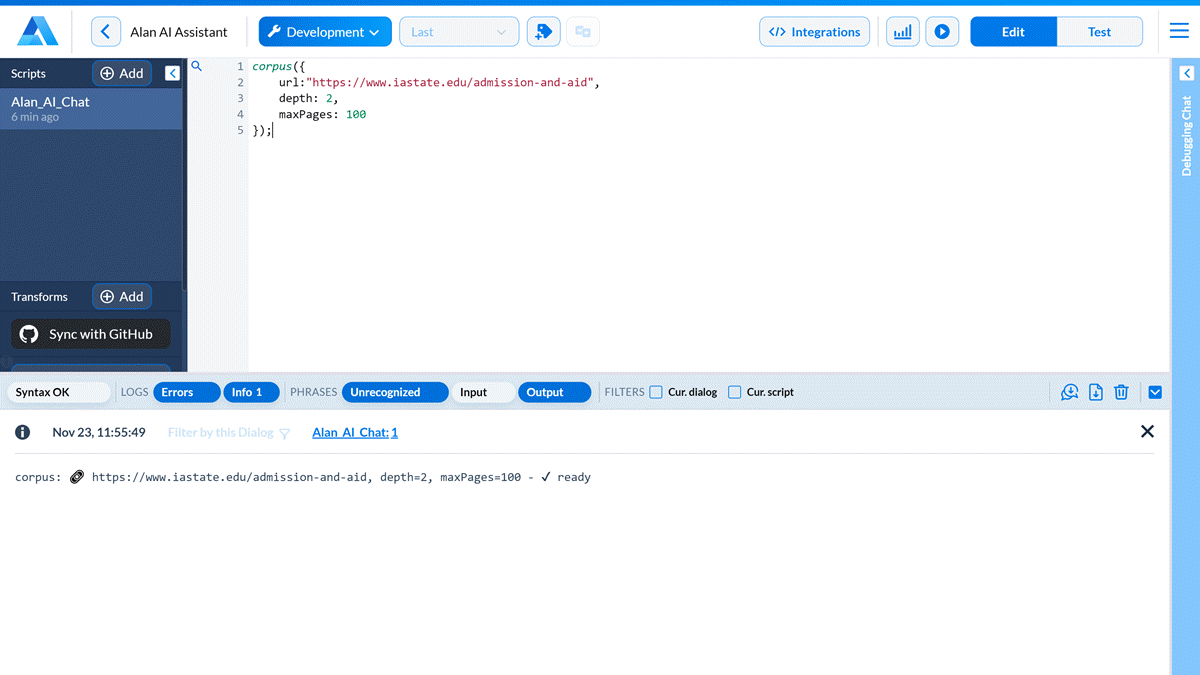 Alan AI Assistant
Development
Last
Integrations
Edit
Test
Scripts
Add
Alan_AI_Chat
6 min ago
1 corpus({
2 url:"https://www.iastate.edu/admission-and-aid",
3 depth: 2,
4 maxPages: 100
5 });
Debugging Chat
Transforms
Add
Sync with GitHub
Syntax OK
LOGS
Errors
Info 1
PHRASES
Unrecognized
Input
Output
FILTERS
Cur. dialog
Cur. script
Nov 23, 11:55:49
Filter by this Dialog
Alan_AI_Chat: 1
corpus: https://www.iastate.edu/admission-and-aid, depth=2, maxPages=100 - ✓ ready